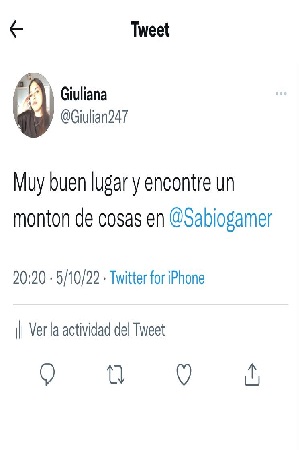 Tweet
Giuliana
@Giulian247
Muy buen lugar y encontre un
monton de cosas en @Sabiogamer
20:20 · 5/10/22 · Twitter for iPhone
Ver la actividad del Tweet